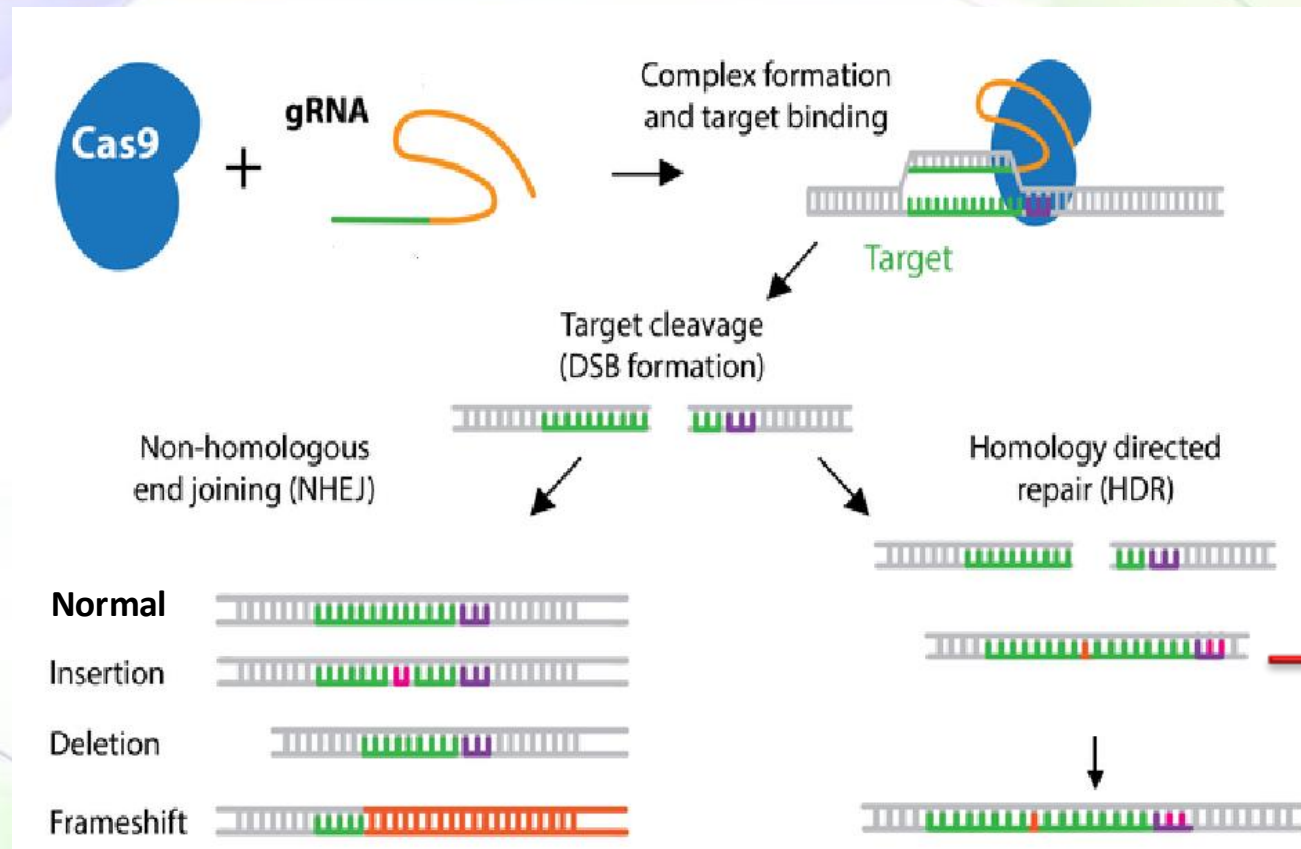 Cas9
+
gRNA
Complex formation
and target binding
Target
Target cleavage
(DSB formation)
Non-homologous
end joining (NHEJ)
Homology directed
repair (HDR)
Normal
Insertion
Deletion
Frameshift